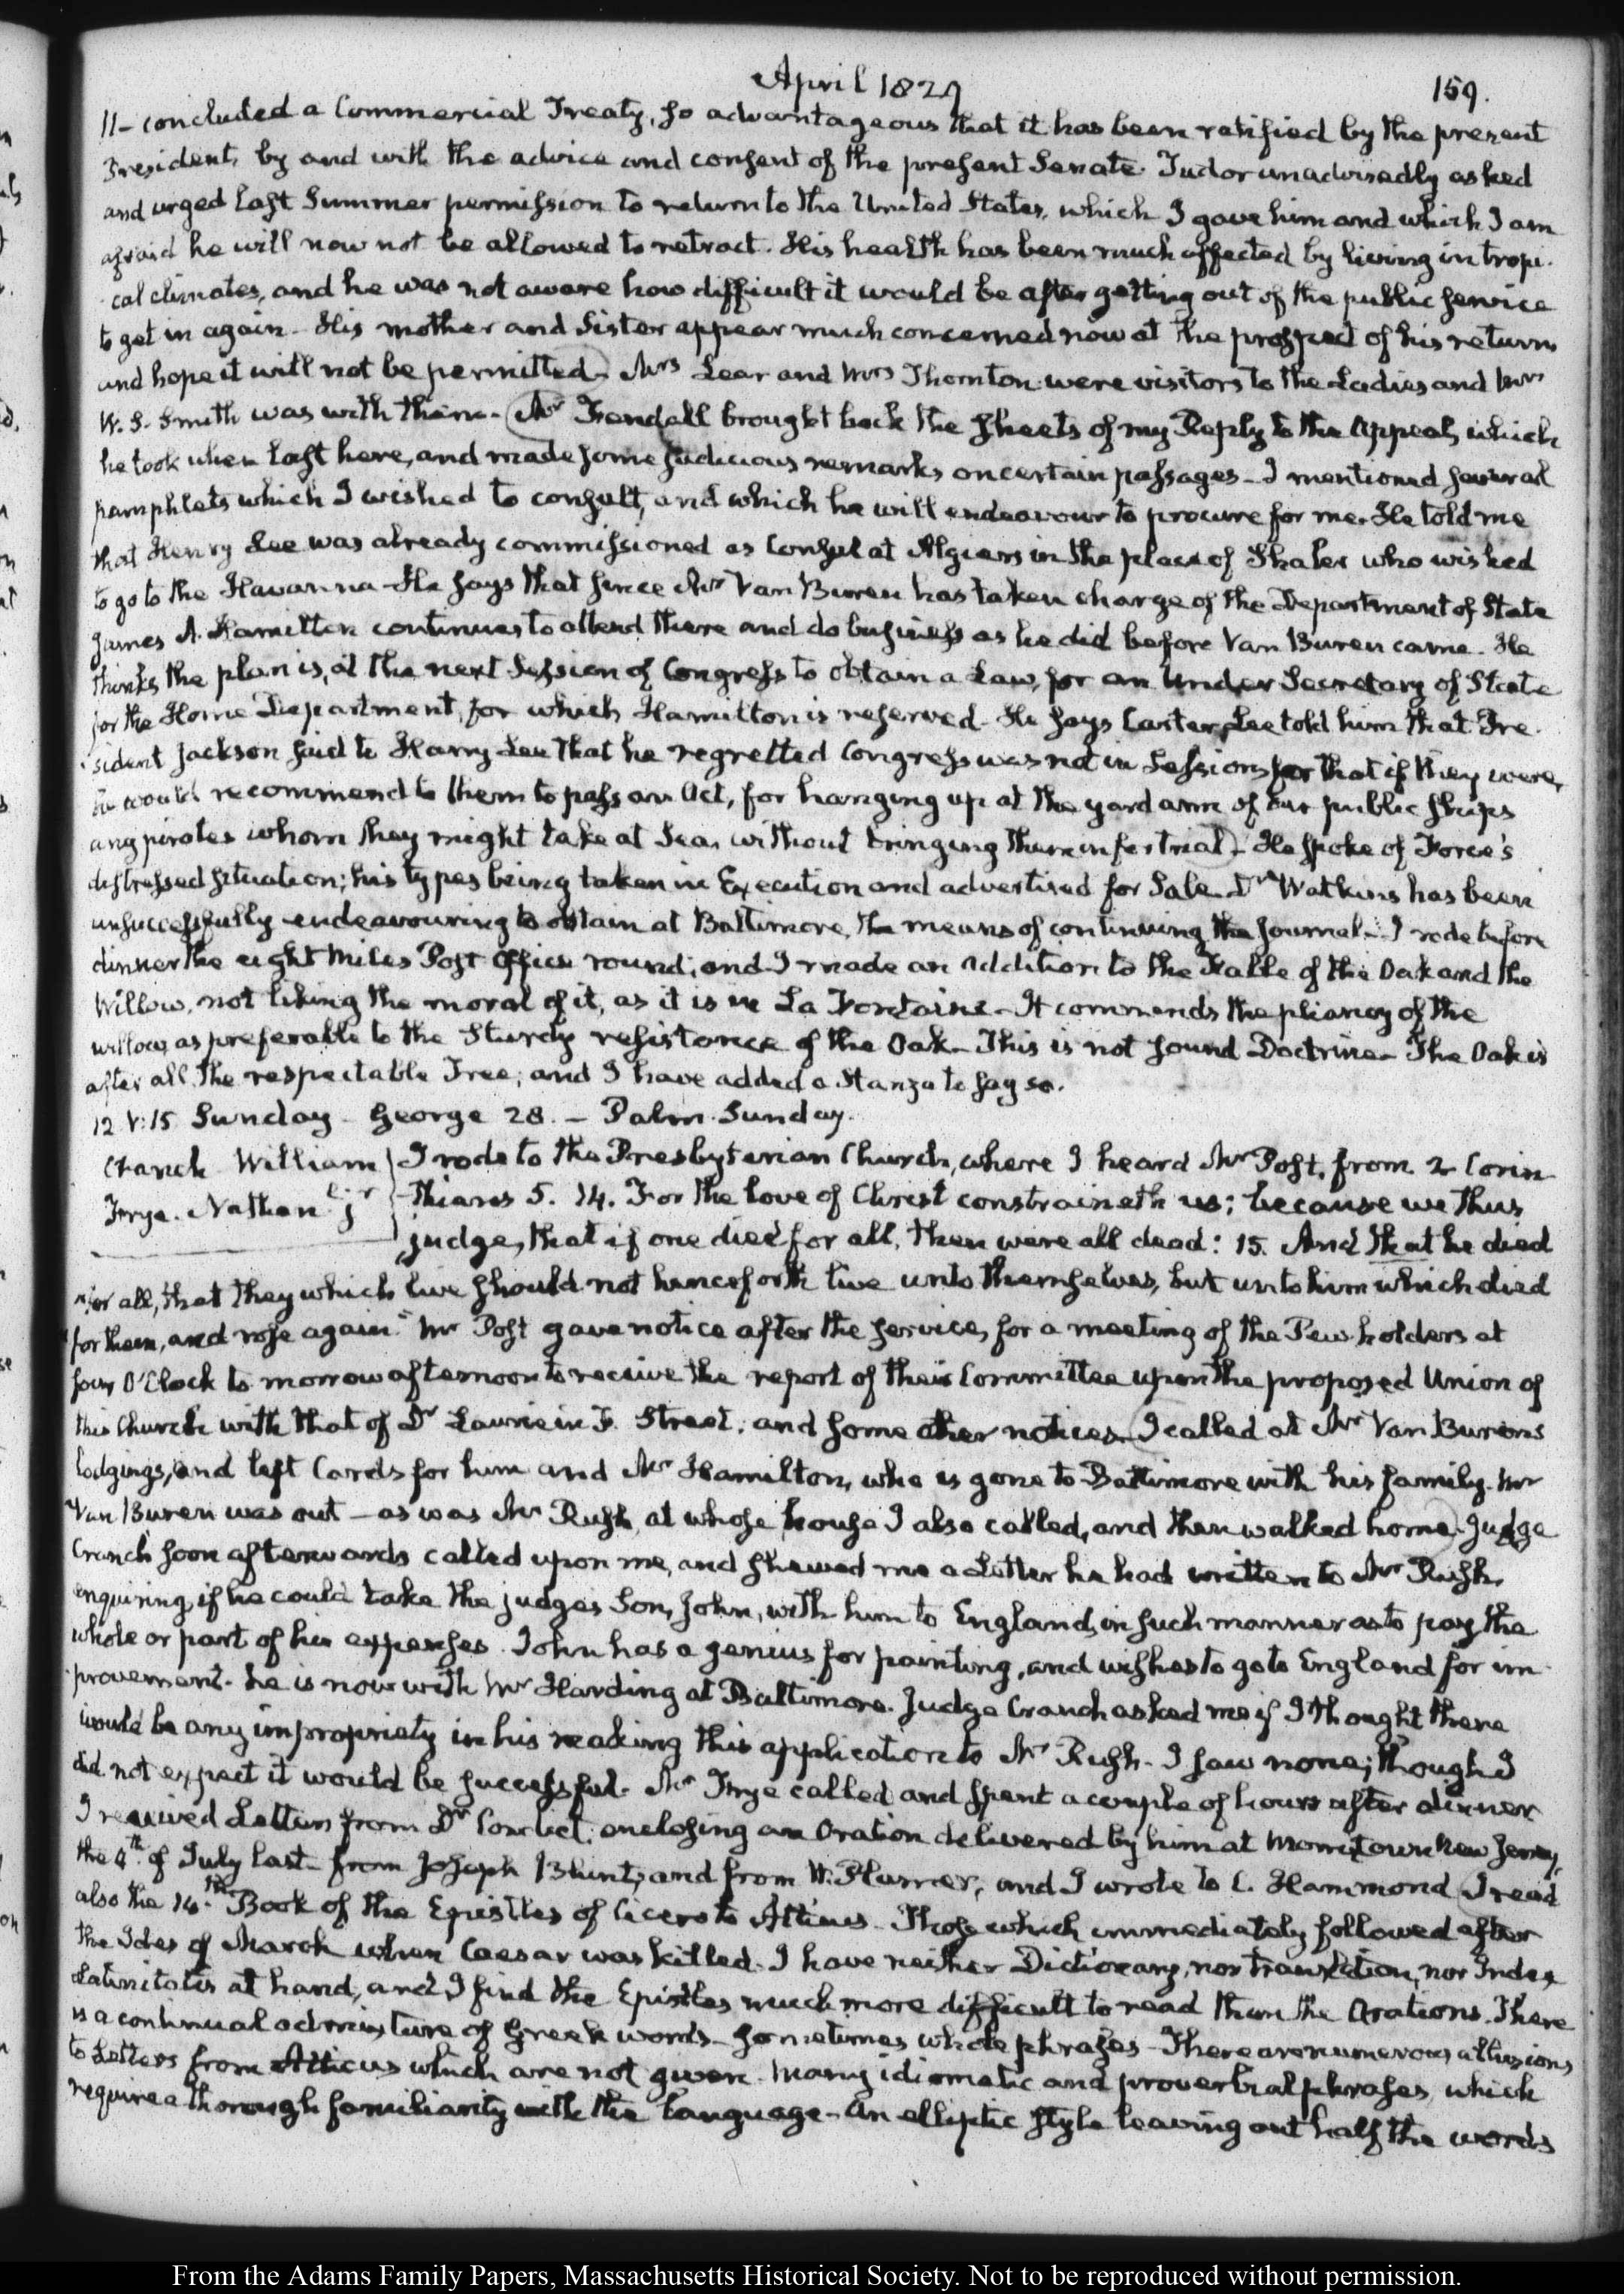 April 1829
159.
11- concluded a Commercial Treaty, so advantageous that it has been ratified by the present
President, by and with the advice and consent of the present Senate. Tudor unadvisedly asked
and urged last Summer permission to return to the United States, which I gave him and which I am
afraid he will now not be allowed to retract. His health has been much affected by living in tropi-
cal climates, and he was not aware how difficult it would be after getting out of the public service
to get in again. His mother and Sister appear much concerned now at the prospect of his return
and hope it will not be permitted. Mrs Lear and Mrs Thornton were visitors to the Ladies and Mrs
W. S. Smith was with them. Mr Fendall brought back the sheets of my Reply to the Appeal, which
he took when last here, and made some judicious remarks on certain passages. I mentioned several
pamphlets which I wished to consult, and which he will endeavour to procure for me. He told me
that Henry Lee was already commissioned as Consul at Algiers in the place of Shaler who wished
to go to the Havanna. He says that since Mr Van Buren has taken charge of the Department of State
James A. Hamilton continues to attend there and do business as he did before Van Buren came. He
thinks the plan is, at the next Session of Congress to obtain a Law, for an Under Secretary of State
for the Home Department, for which Hamilton is reserved. He says Carter Lee told him that Pre-
sident Jackson said to Harry Lee that he regretted Congress was not in Session, for that if they were,
he would recommend to them to pass an Act, for hanging up at the yard arm of our public ships
any pirates whom they might take at Sea, without bringing them in for trial. He spoke of Force's
distressed situation; his types being taken in Execution and advertised for Sale. Dr Watkins has been
unsuccessfully endeavouring to obtain at Baltimore, the means of continuing the Journal. I rode before
dinner the eight Miles Post Office round; and I made an addition to the Fable of the Oak and the
Willow, not liking the moral of it, as it is in La Fontaine. It commends the pliancy of the
willow, as preferable to the Sturdy resistance of the Oak. This is not sound Doctrine. The Oak is
after all, the respectable Tree; and I have added a Stanza to say so.
12 V:15 Sunday. George 28. - Palm Sunday.
Cranch William I rode to the Presbyterian Church, where I heard Mr Post, from 2 Corin
Frye. Nathan jr thians 5. 14. For the love of Christ constraineth us; because we thus
judge, that if one died for all, then were all dead: 15. And that he died
"for all, that they which live should not henceforth live unto themselves, but unto him which died
"for them, and rose again" Mr Post gave notice after the service, for a meeting of the Pew holders at
four O'Clock to morrow afternoon to receive the report of their Committee upon the proposed Union of
this Church with that of Dr Laurie in F. Street; and some other notices. I called at Mr Van Burens
lodgings, and left Cards for him and Mr Hamilton, who is gone to Baltimore with his family. Mr
Van Buren was out - as was Mr Rush, at whose house I also called, and then walked home. Judge
Cranch soon afterwards called upon me, and shewed me a Letter he had written to Mr Rush,
enquiring, if he could take the judges Son, John, with him to England, in such manner as to pay the
whole or part of his expenses. John has a genius for painting, and wishes to go to England for im-
provement. he is now with Mr Harding at Baltimore. Judge Cranch asked me if I thought there
would be any impropriety in his making this application to Mr Rush. I saw none; though I
did not expect it would be successful. Mr Frye called and spent a couple of hours after dinner
I received Letters from Dr Condict, enclosing an Oration delivered by him at Morristown New Jersey,
the 4th of July last. from Joseph Blunt, and from W. Plumer, and I wrote to C. Hammond. I read
also the 14th Book of the Epistles of Cicero to Atticus. Those which immediately followed after
the Ides of March when Caesar was killed. I have neither Dictionary, nor translation, nor Index
Latinitatis at hand, and I find the Epistles much more difficult to read than the Orations. There
is a continual admixture of Greek words. Sometimes whole phrases. There are numerous allusions
to Letters from Atticus which are not given. Many idiomatic and proverbial phrases, which
require a thorough familiarity with the language. An elliptic style leaving out half the words
From the Adams Family Papers, Massachusetts Historical Society. Not to be reproduced without permission.